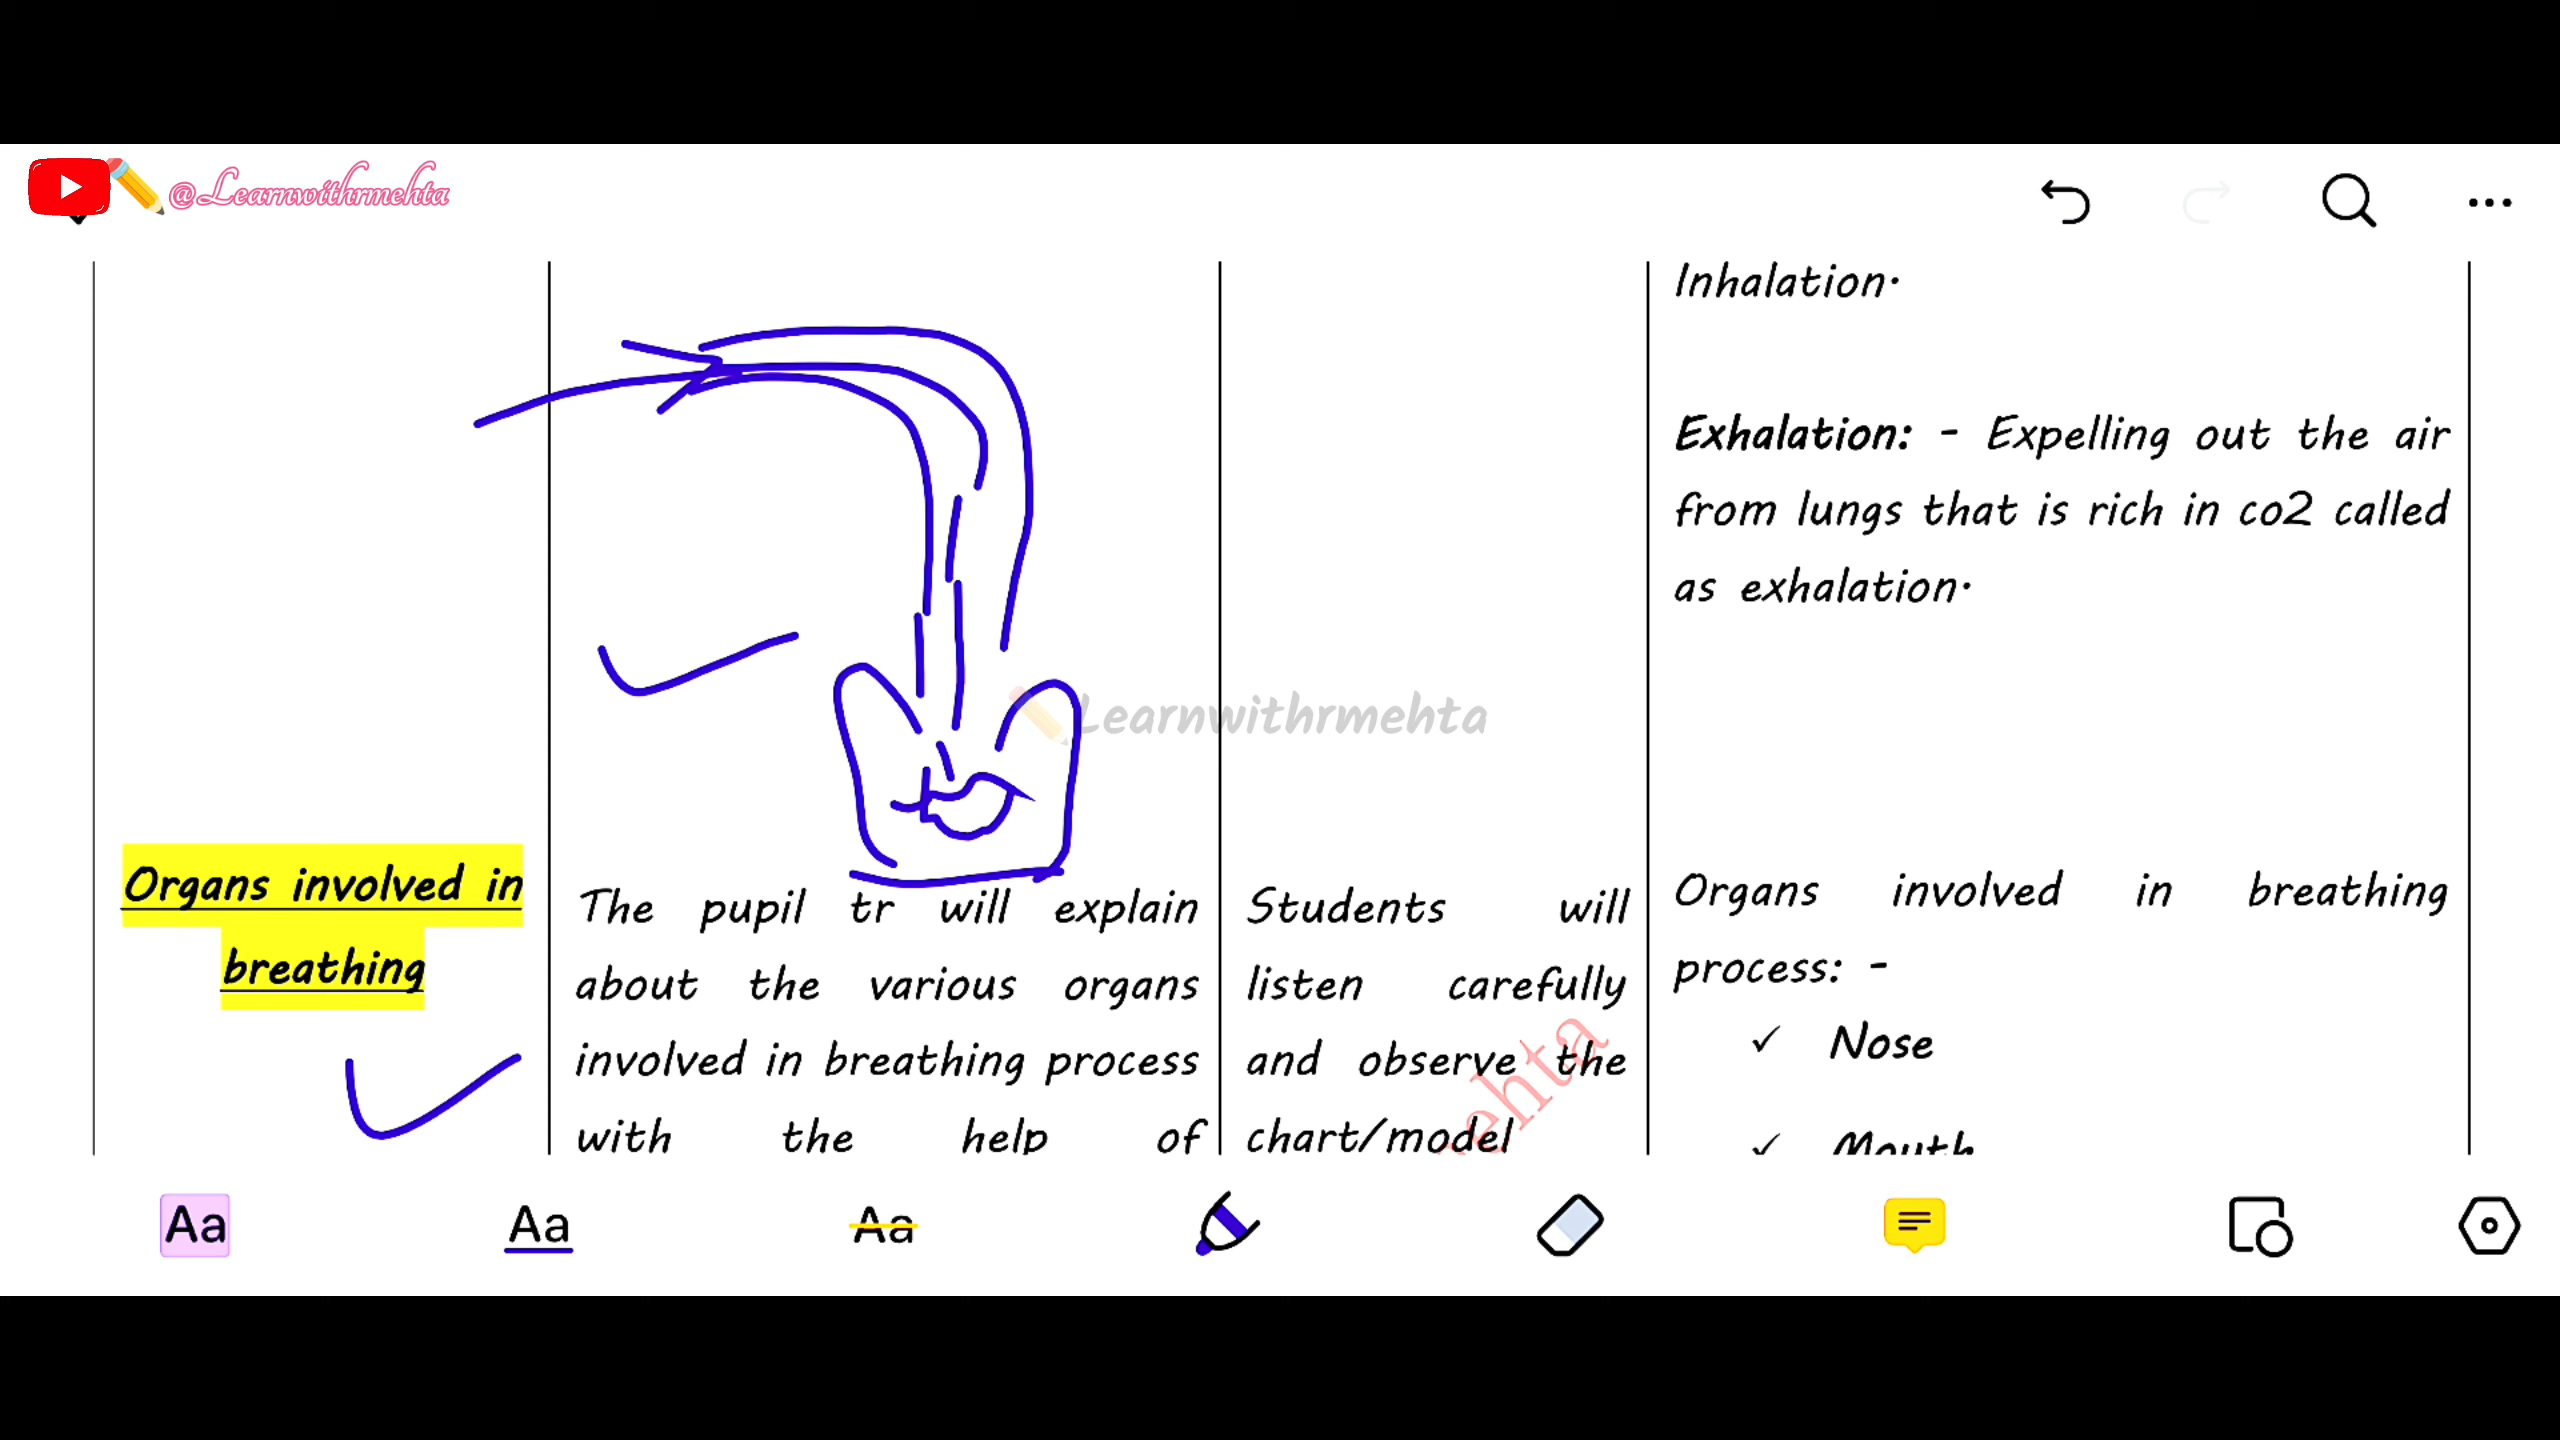 @Learnwithrmehta
Inhalation.
Exhalation: - Expelling out the air
from lungs that is rich in co2 called
as exhalation.
Learnwithrmehta
Organs involved in
breathing
The pupil tr will explain
about the various organs
involved in breathing process
with the help of
Students will
listen carefully
and observe the
chart/model
ehta
Organs involved in breathing
process: -
✓ Nose
✓ Mouth
Aa
Aa
Aa